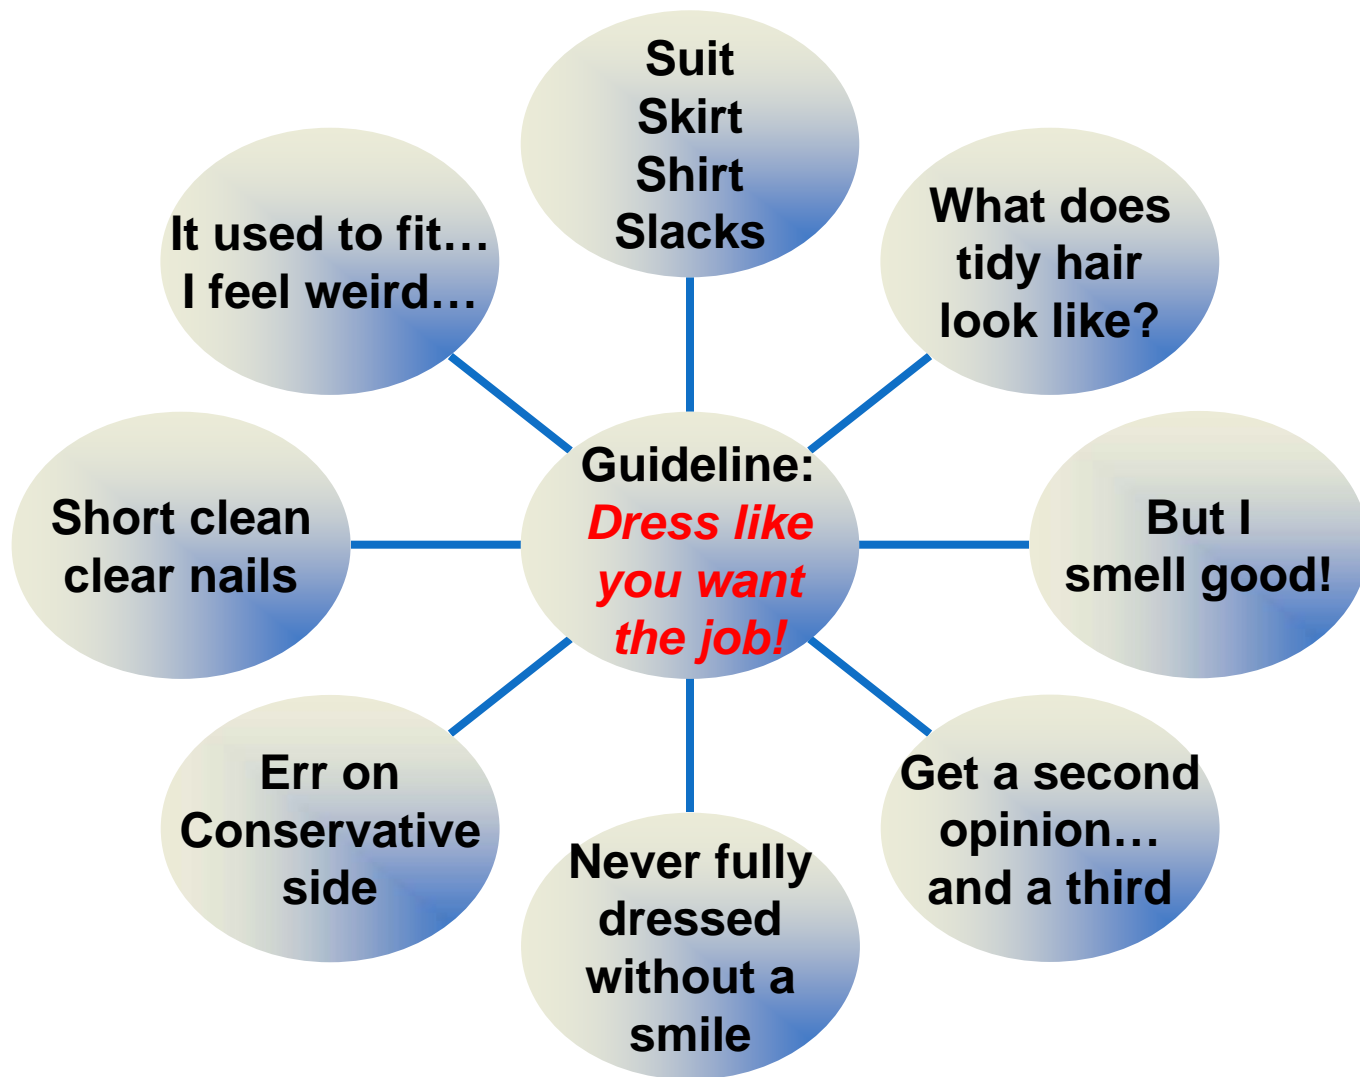 Suit
Skirt
Shirt
Slacks
What does
tidy hair
look like?
But I
smell good!
Get a second
opinion…
and a third
Never fully
dressed
without a
smile
Err on
Conservative
side
Short clean
clear nails
It used to fit…
I feel weird…
Guideline:
Dress like
you want
the job!